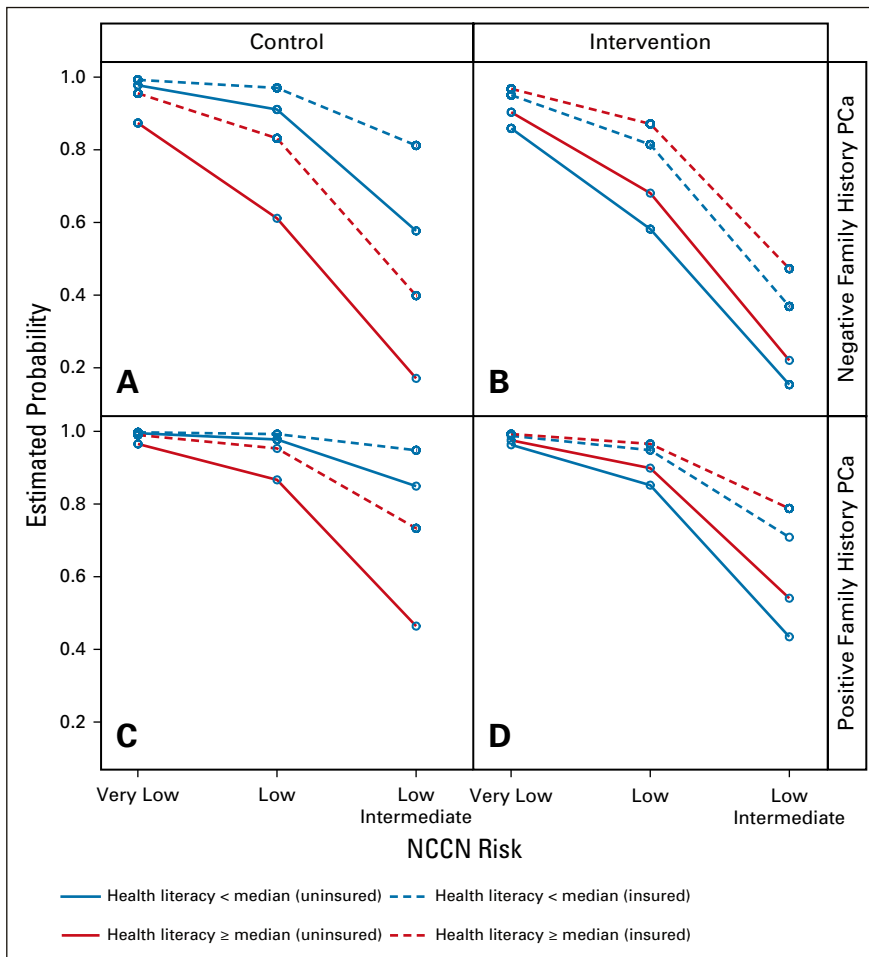 Control
Intervention
Estimated Probability
1.0
0.8
0.6
0.4
0.2
A
B
Negative Family History PCa
1.0
0.8
0.6
0.4
0.2
C
D
Positive Family History PCa
Very Low
Low
Low
Intermediate
Very Low
Low
Low
Intermediate
NCCN Risk
Health literacy < median (uninsured)
Health literacy < median (insured)
Health literacy ≥ median (uninsured)
Health literacy ≥ median (insured)